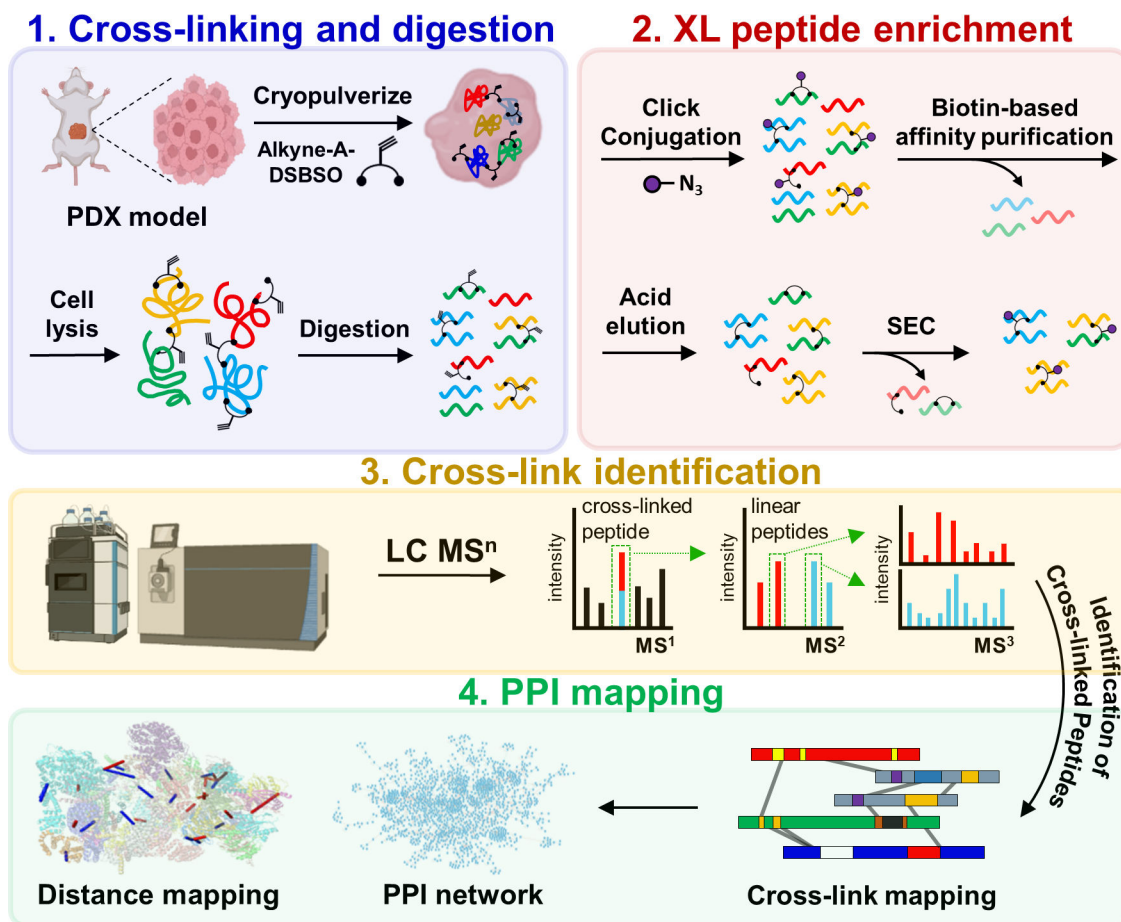 1. Cross-linking and digestion
Cryopulverize
Alkyne-A-
DSBSO
PDX model
Cell
lysis
Digestion
2. XL peptide enrichment
Click
Conjugation
N₃
Biotin-based
affinity purification
Acid
elution
SEC
3. Cross-link identification
LC MSⁿ
cross-linked
peptide
intensity
MS¹
linear
peptides
intensity
MS²
intensity
MS³
Identification of
Cross-linked Peptides
4. PPI mapping
Distance mapping
PPI network
Cross-link mapping